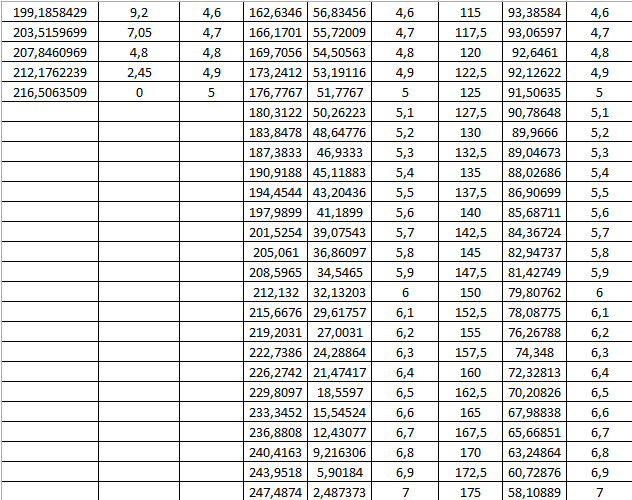 199,1858429 9,2 4,6 162,6346 56,83456 4,6 115 93,38584 4,6
203,5159699 7,05 4,7 166,1701 55,72009 4,7 117,5 93,06597 4,7
207,8460969 4,8 4,8 169,7056 54,50563 4,8 120 92,6461 4,8
212,1762239 2,45 4,9 173,2412 53,19116 4,9 122,5 92,12622 4,9
216,5063509 0 5 176,7767 51,7767 5 125 91,50635 5
180,3122 50,26223 5,1 127,5 90,78648 5,1
183,8478 48,64776 5,2 130 89,9666 5,2
187,3833 46,9333 5,3 132,5 89,04673 5,3
190,9188 45,11883 5,4 135 88,02686 5,4
194,4544 43,20436 5,5 137,5 86,90699 5,5
197,9899 41,1899 5,6 140 85,68711 5,6
201,5254 39,07543 5,7 142,5 84,36724 5,7
205,061 36,86097 5,8 145 82,94737 5,8
208,5965 34,5465 5,9 147,5 81,42749 5,9
212,132 32,13203 6 150 79,80762 6
215,6676 29,61757 6,1 152,5 78,08775 6,1
219,2031 27,0031 6,2 155 76,26788 6,2
222,7386 24,28864 6,3 157,5 74,348 6,3
226,2742 21,47417 6,4 160 72,32813 6,4
229,8097 18,5597 6,5 162,5 70,20826 6,5
233,3452 15,54524 6,6 165 67,98838 6,6
236,8808 12,43077 6,7 167,5 65,66851 6,7
240,4163 9,216306 6,8 170 63,24864 6,8
243,9518 5,90184 6,9 172,5 60,72876 6,9
247,4874 2,487373 7 175 58,10889 7